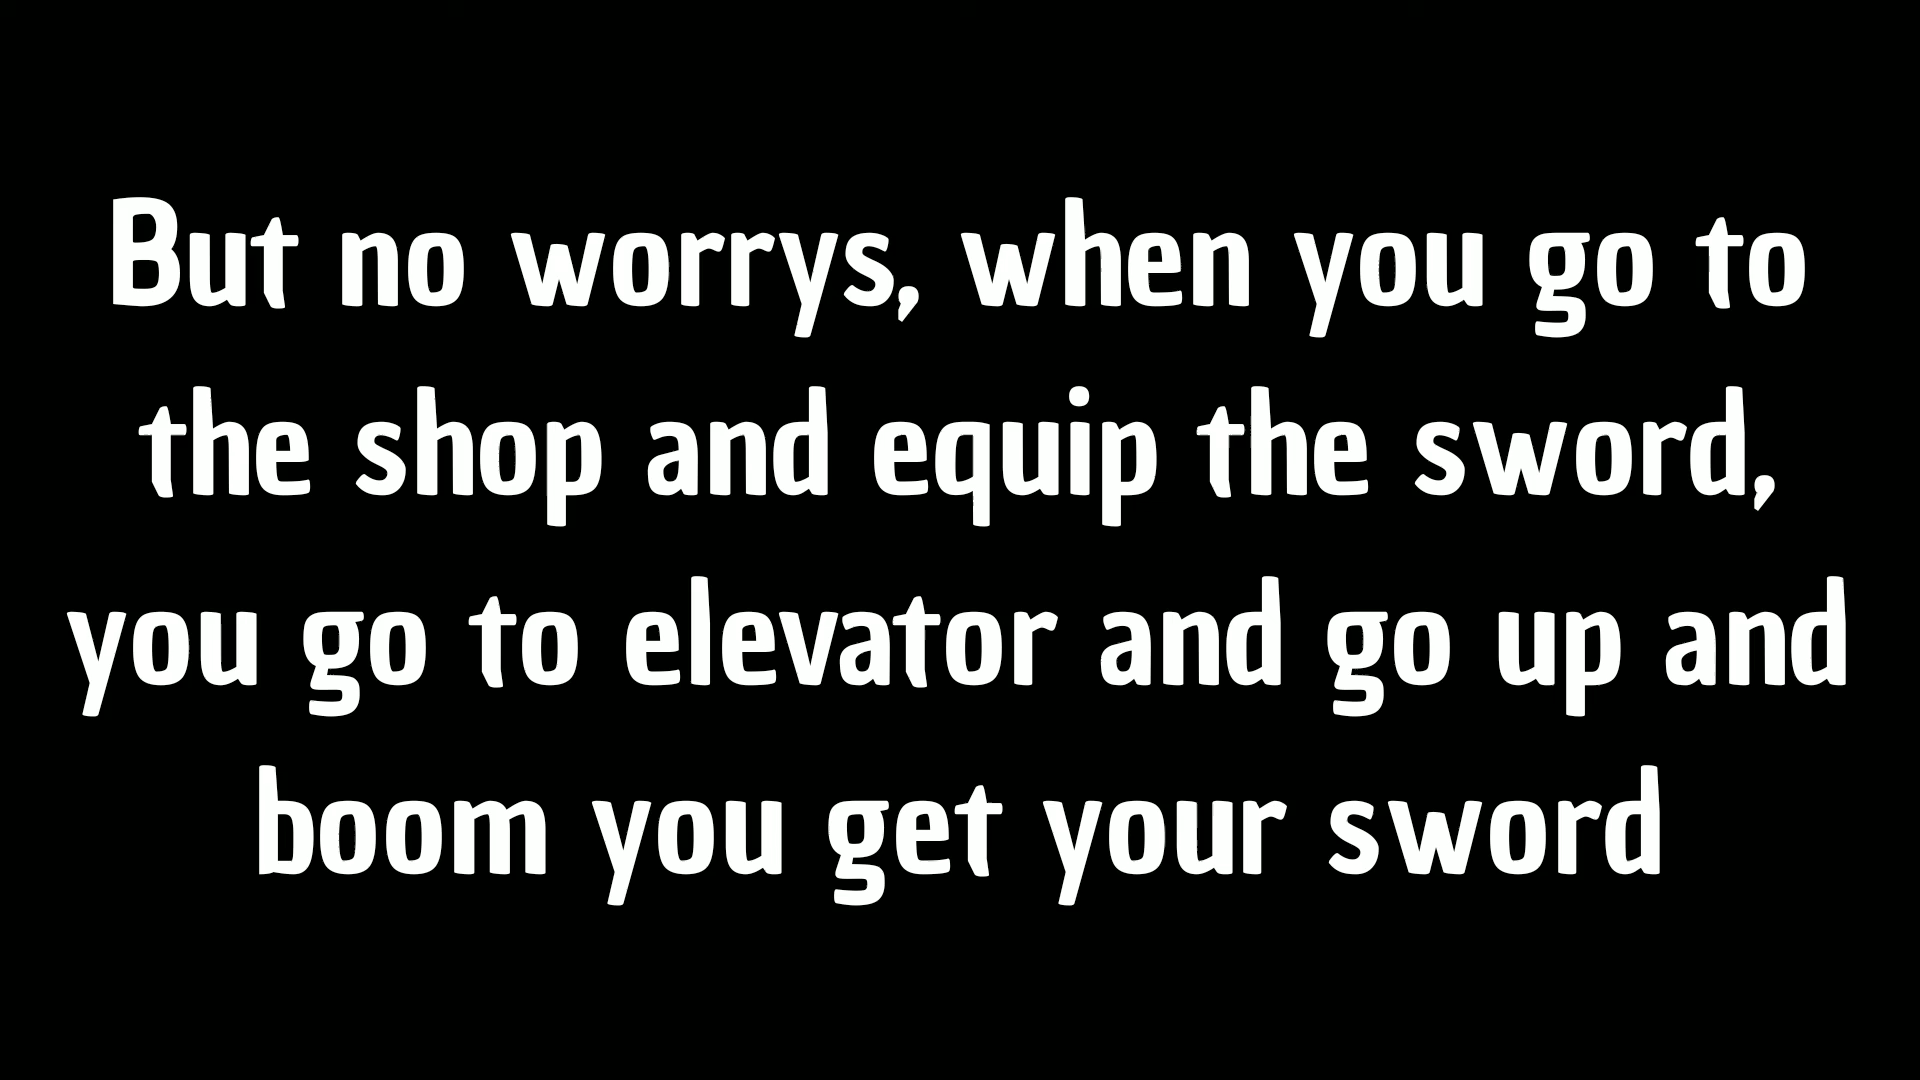 But no worrys, when you go to
the shop and equip the sword,
you go to elevator and go up and
boom you get your sword